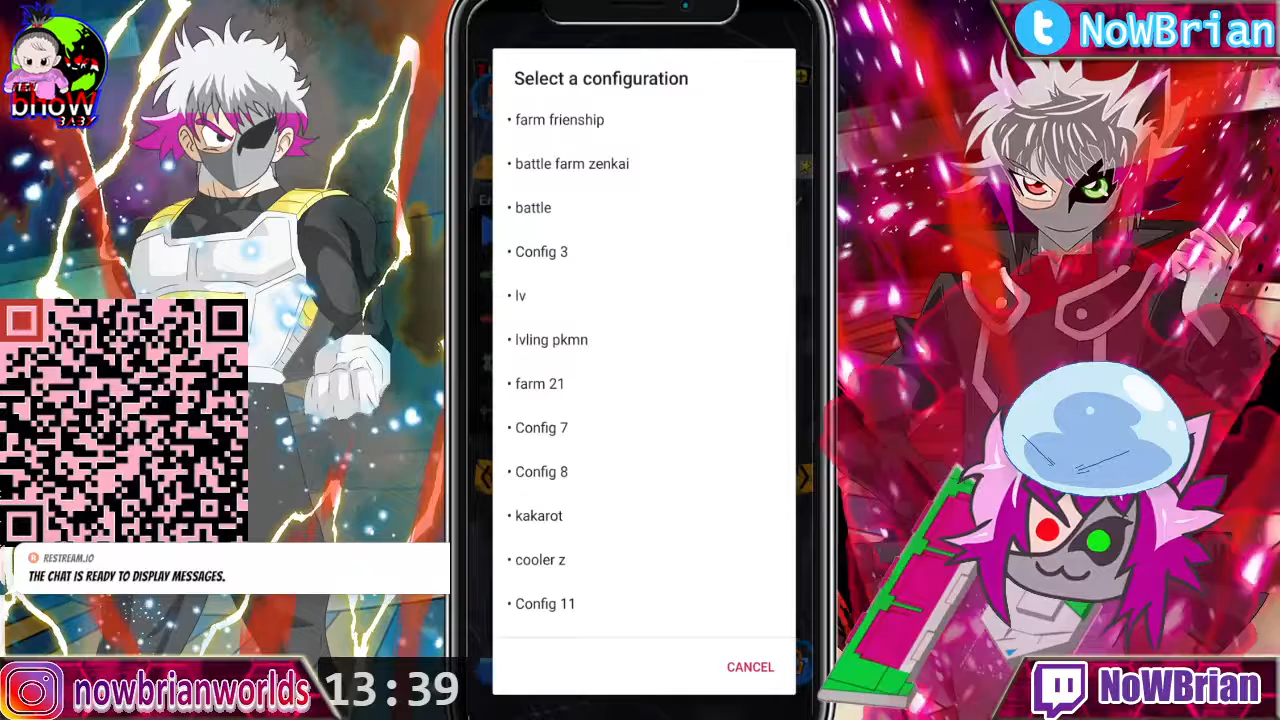 bhoW
NoWBrian
Select a configuration
• farm frienship
• battle farm zenkai
• battle
• Config 3
• lv
• lvling pkmn
• farm 21
• Config 7
• Config 8
• kakarot
• cooler z
• Config 11
CANCEL
RESTREAM.IO
THE CHAT IS READY TO DISPLAY MESSAGES.
nowbrianworlds
13:39
NoWBrian